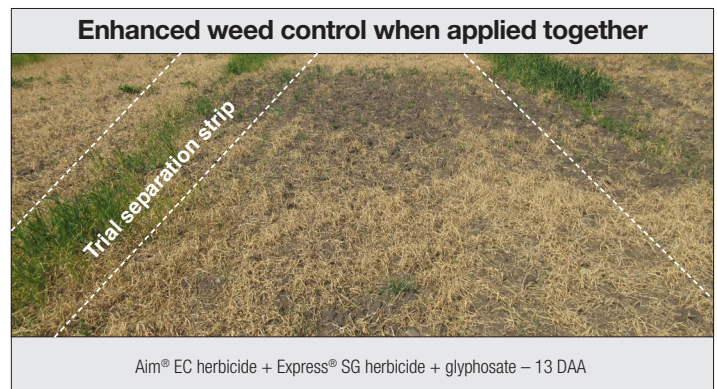 Enhanced weed control when applied together
Trial separation strip
Aim® EC herbicide + Express® SG herbicide + glyphosate – 13 DAA